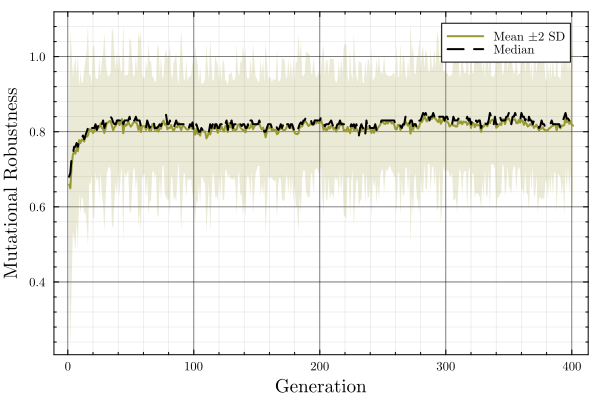 Mean ±2 SD
Median
1.0
0.8
0.6
0.4
Mutational Robustness
0 100 200 300 400
Generation